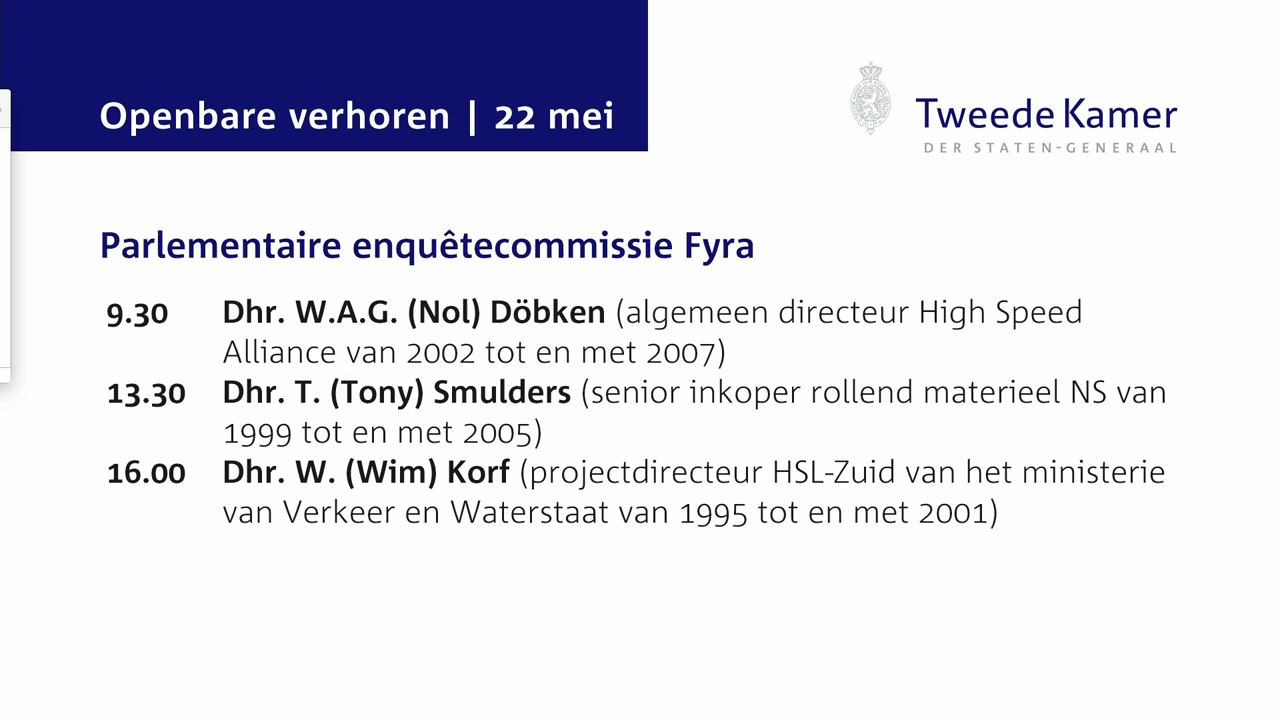 Openbare verhoren | 22 mei
Tweede Kamer
DER STATEN-GENERAAL
Parlementaire enquêtecommissie Fyra
9.30 Dhr. W.A.G. (Nol) Döbken (algemeen directeur High Speed
Alliance van 2002 tot en met 2007)
13.30 Dhr. T. (Tony) Smulders (senior inkoper rollend materieel NS van
1999 tot en met 2005)
16.00 Dhr. W. (Wim) Korf (projectdirecteur HSL-Zuid van het ministerie
van Verkeer en Waterstaat van 1995 tot en met 2001)